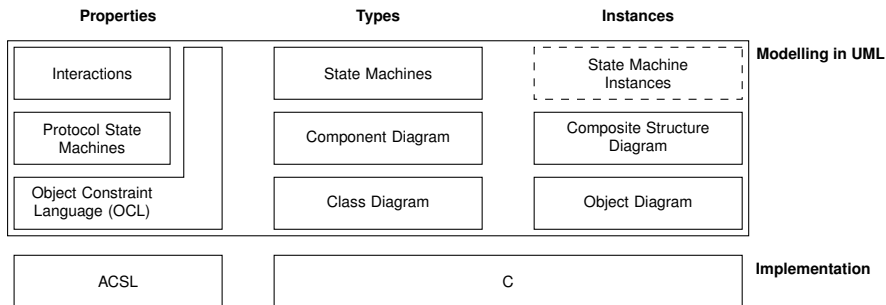 Properties
Types
Instances
Modelling in UML
Interactions
State Machines
State Machine
Instances
Protocol State
Machines
Component Diagram
Composite Structure
Diagram
Object Constraint
Language (OCL)
Class Diagram
Object Diagram
Implementation
ACSL
C